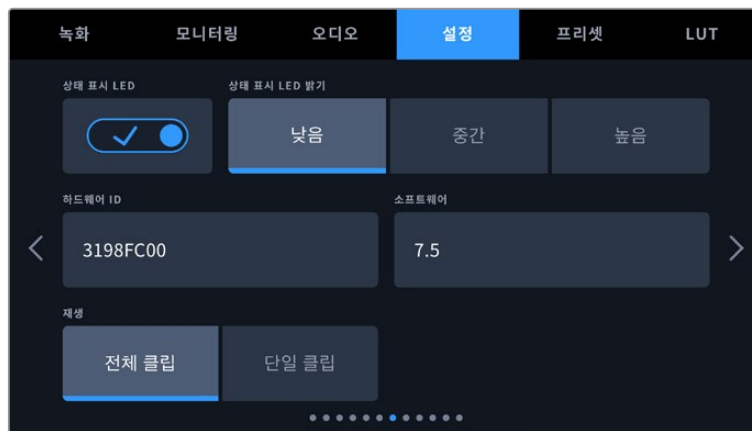 녹화 모니터링 오디오 설정 프리셋 LUT
상태 표시 LED 상태 표시 LED 밝기
낮음 중간 높음
하드웨어 ID 소프트웨어
3198FC00 7.5
재생
전체 클립 단일 클립